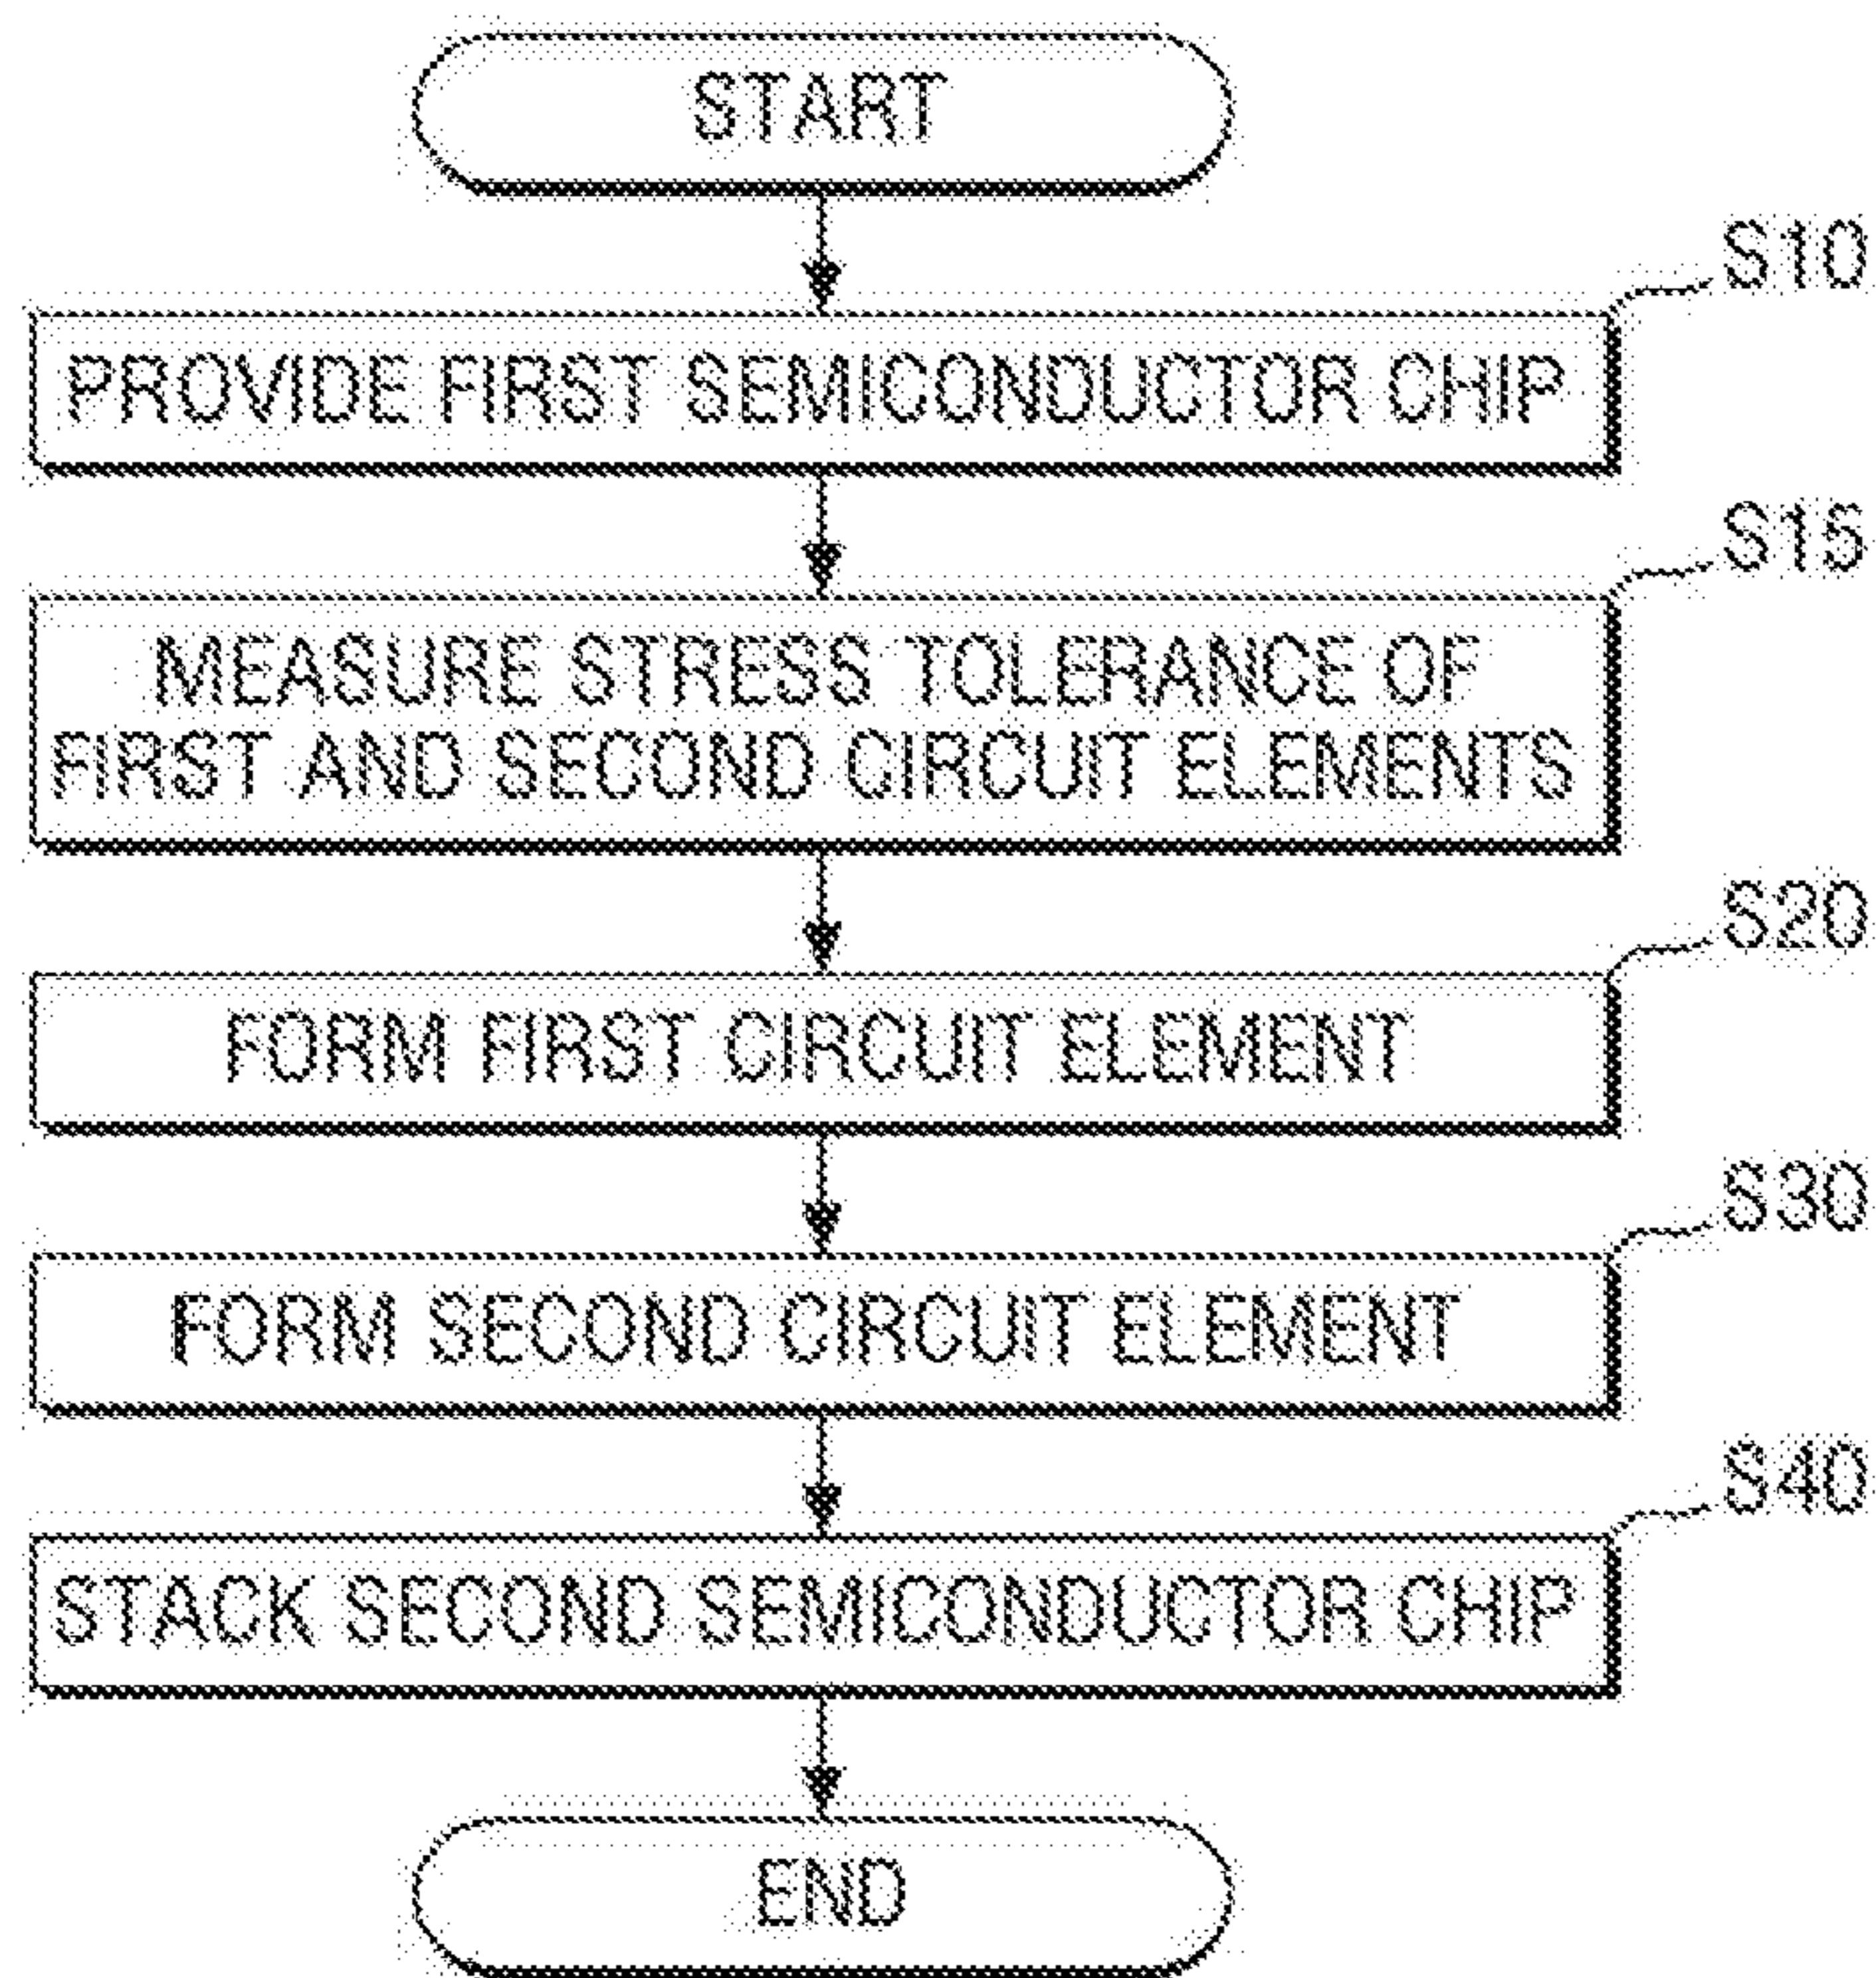 START
S10
PROVIDE FIRST SEMICONDUCTOR CHIP
S15
MEASURE STRESS TOLERANCE OF
FIRST AND SECOND CIRCUIT ELEMENTS
S20
FORM FIRST CIRCUIT ELEMENT
S30
FORM SECOND CIRCUIT ELEMENT
S40
STACK SECOND SEMICONDUCTOR CHIP
END